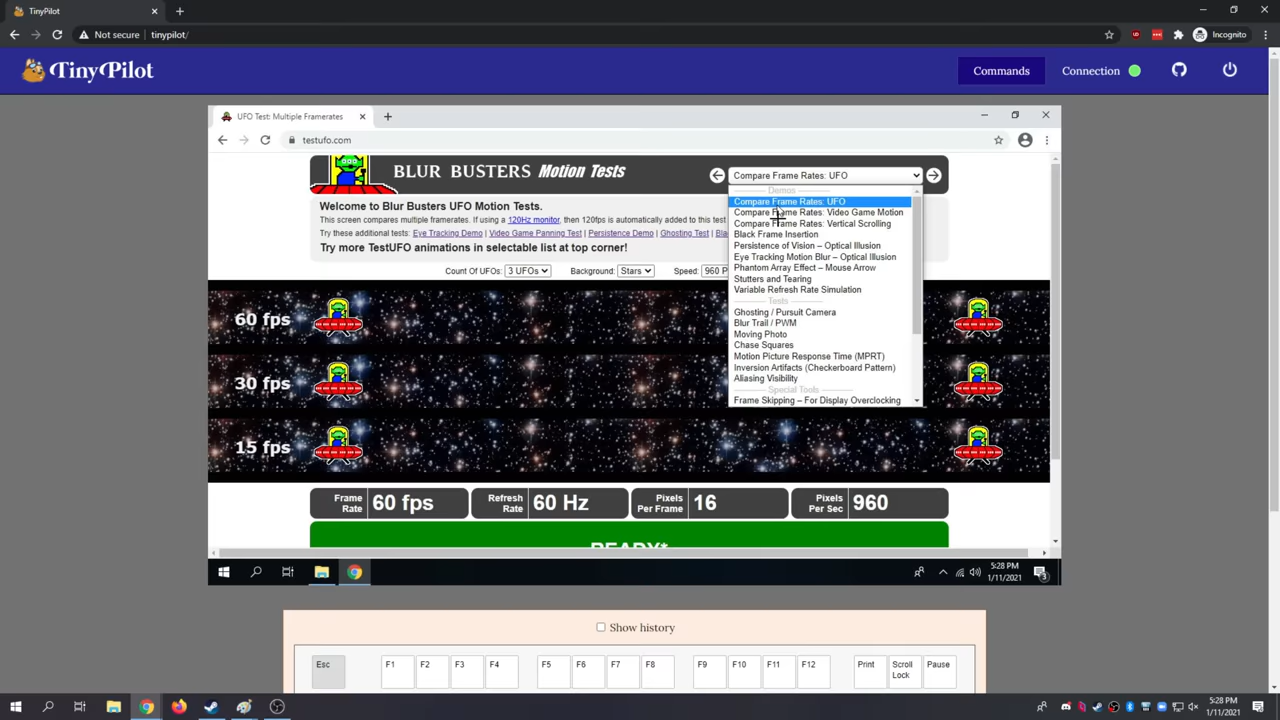 TinyPilot
Not secure
tinypilot/
Incognito
TinyPilot
Commands
Connection
UFO Test: Multiple Framerates
testufo.com
BLUR BUSTERS Motion Tests
Compare Frame Rates: UFO
Welcome to Blur Busters UFO Motion Tests.
This screen compares multiple framerates. If using a 120Hz monitor, then 120fps is automatically added to this test
Try these additional tests: Eye Tracking Demo | Video Game Panning Test | Persistence Demo | Ghosting Test | Bla
Try more TestUFO animations in selectable list at top corner!
Count Of UFOs: 3 UFOs
Background: Stars
Speed: 960 P
Demos
Compare Frame Rates: UFO
Compare Frame Rates: Video Game Motion
Compare Frame Rates: Vertical Scrolling
Black Frame Insertion
Persistence of Vision – Optical Illusion
Eye Tracking Motion Blur – Optical Illusion
Phantom Array Effect – Mouse Arrow
Stutters and Tearing
Variable Refresh Rate Simulation
Tests
Ghosting / Pursuit Camera
Blur Trail / PWM
Moving Photo
Chase Squares
Motion Picture Response Time (MPRT)
Inversion Artifacts (Checkerboard Pattern)
Aliasing Visibility
Special Tools
Frame Skipping – For Display Overclocking
60 fps
30 fps
15 fps
Frame Rate 60 fps
Refresh Rate 60 Hz
Pixels Per Frame 16
Pixels Per Sec 960
READY*
5:28 PM
1/11/2021
3
Show history
Esc
F1
F2
F3
F4
F5
F6
F7
F8
F9
F10
F11
F12
Print
Scroll Lock
Pause
5:28 PM
1/11/2021